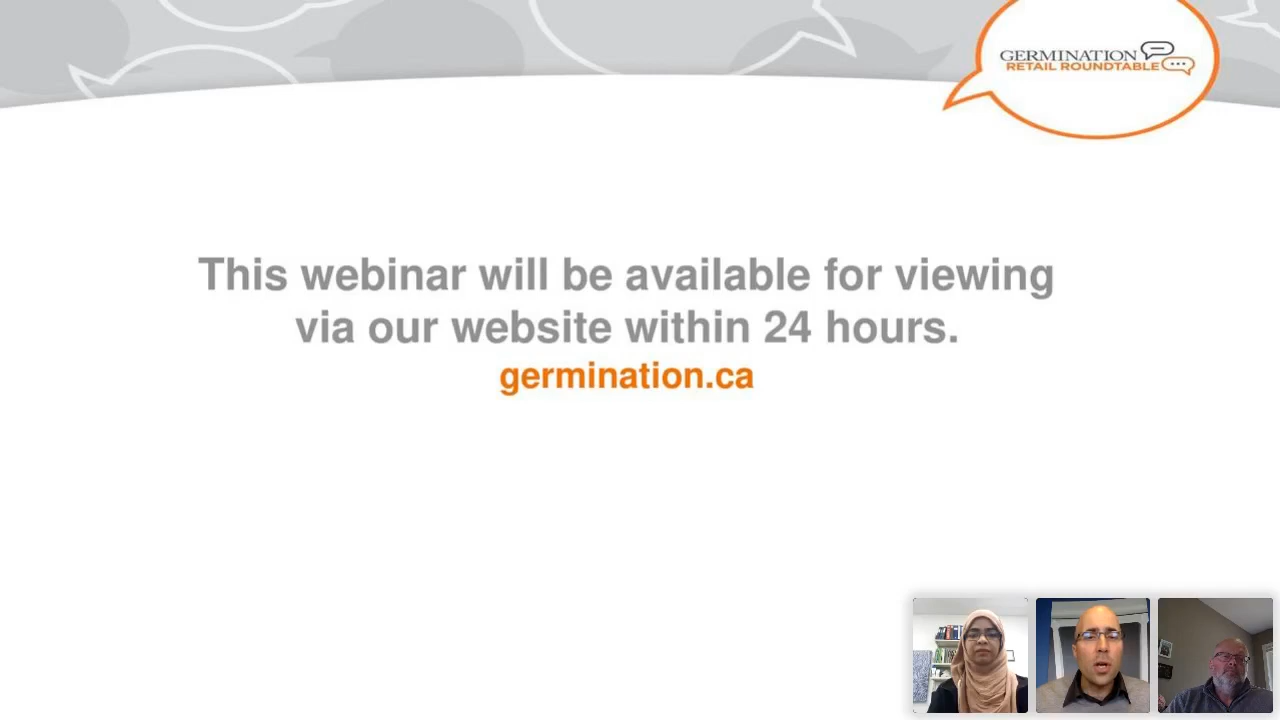 GERMINATION
RETAIL ROUNDTABLE
This webinar will be available for viewing
via our website within 24 hours.
germination.ca